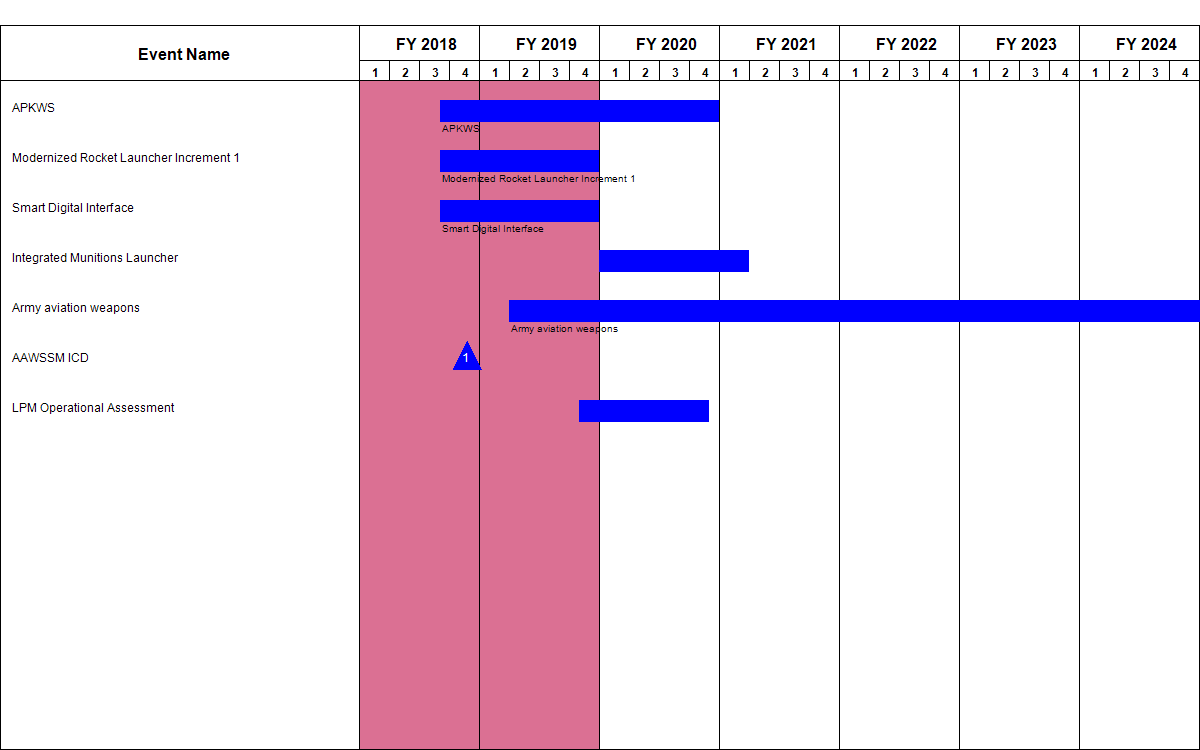 Event Name FY 2018 FY 2019 FY 2020 FY 2021 FY 2022 FY 2023 FY 2024
1 2 3 4 1 2 3 4 1 2 3 4 1 2 3 4 1 2 3 4 1 2 3 4 1 2 3 4
APKWS
APKWS
Modernized Rocket Launcher Increment 1
Modernized Rocket Launcher Increment 1
Smart Digital Interface
Smart Digital Interface
Integrated Munitions Launcher
Army aviation weapons
Army aviation weapons
AAWSSM ICD 1
LPM Operational Assessment